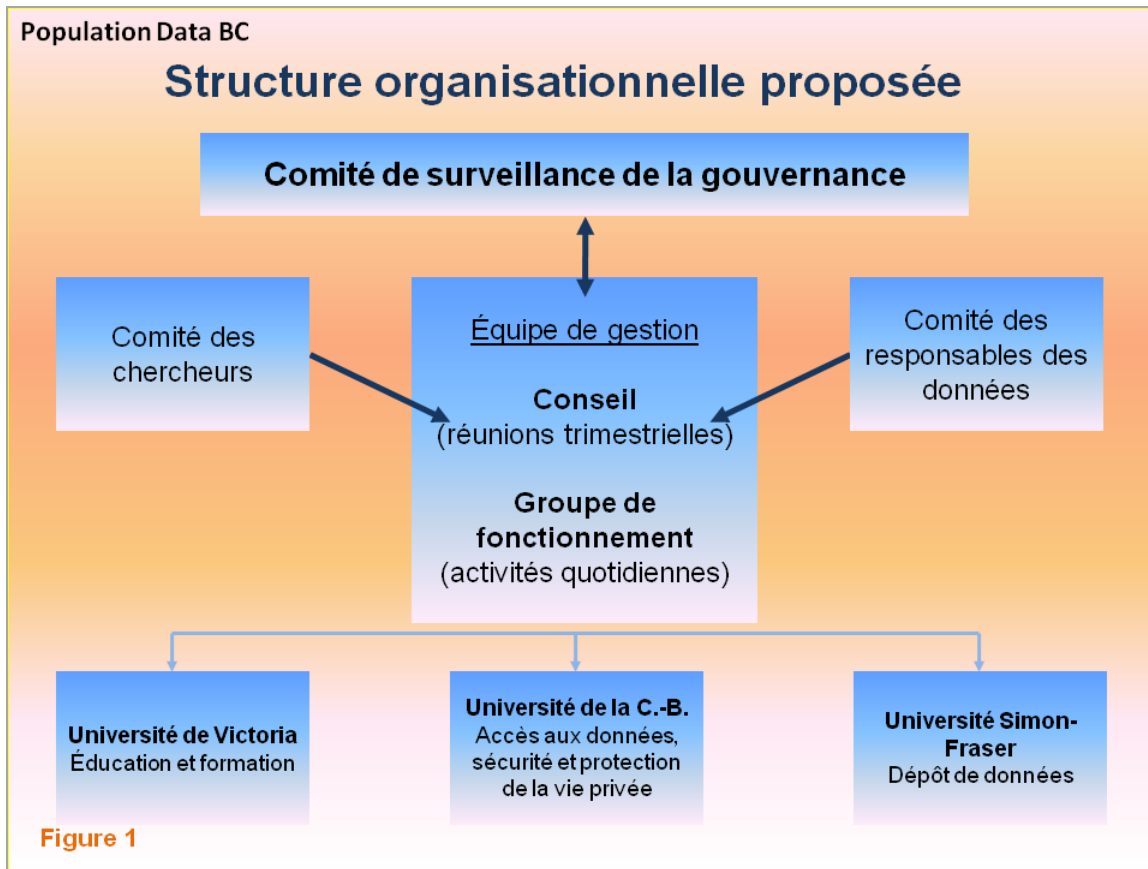 Population Data BC
Structure organisationnelle proposée
Comité de surveillance de la gouvernance
Comité des
chercheurs
Équipe de gestion
Conseil
(réunions trimestrielles)
Groupe de
fonctionnement
(activités quotidiennes)
Comité des
responsables des
données
Université de Victoria
Éducation et formation
Université de la C.-B.
Accès aux données,
sécurité et protection
de la vie privée
Université Simon-
Fraser
Dépôt de données
Figure 1